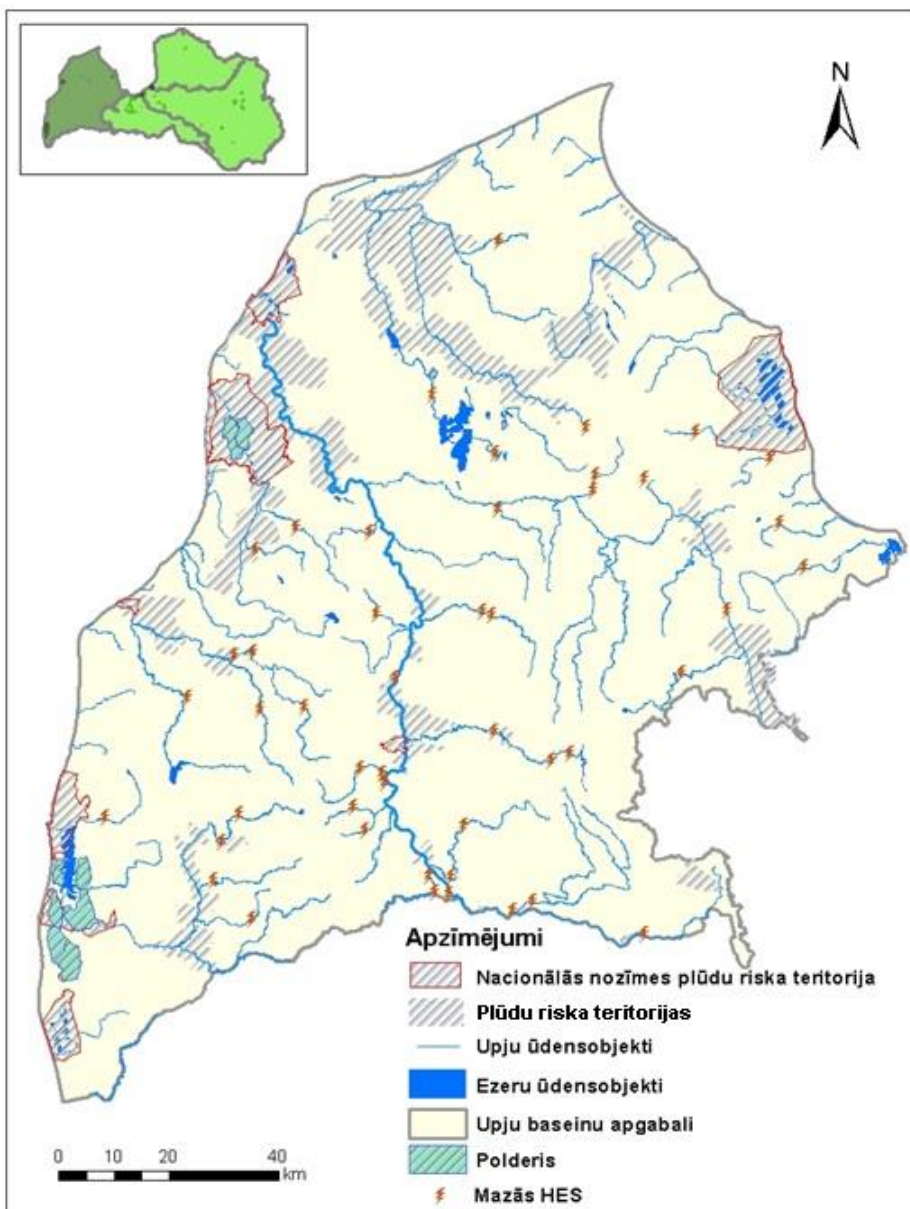 N
Apzīmējumi
Nacionālās nozīmes plūdu riska teritorija
Plūdu riska teritorijas
Upju ūdensobjekti
Ezeru ūdensobjekti
Upju baseinu apgabali
Polderis
Mazās HES
0 10 20 40
km